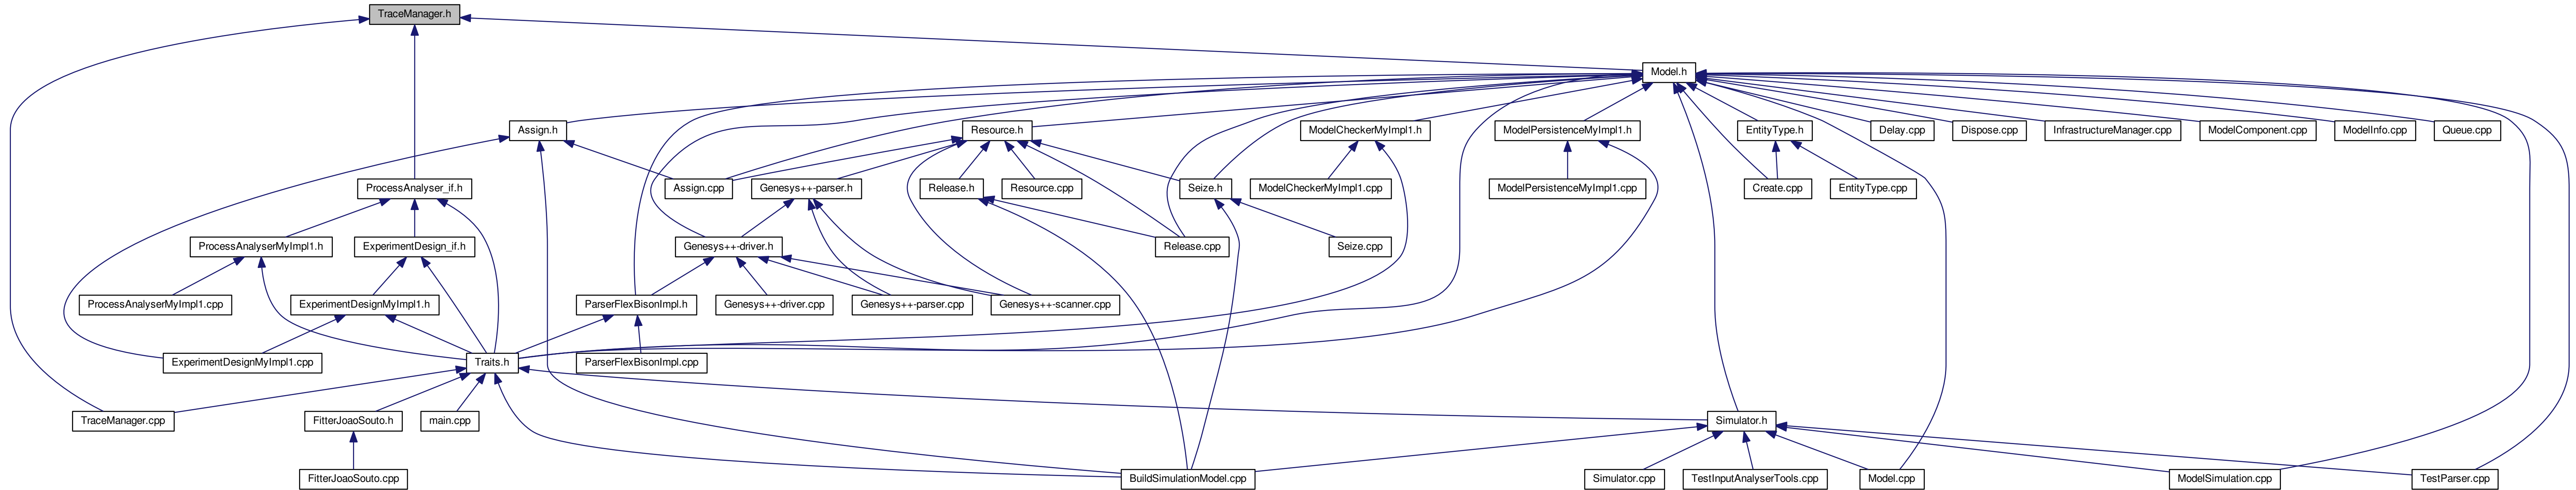 TraceManager.h
Model.h
Assign.h
Resource.h
ModelCheckerMyImpl1.h
ModelPersistenceMyImpl1.h
EntityType.h
Delay.cpp
Dispose.cpp
InfrastructureManager.cpp
ModelComponent.cpp
ModelInfo.cpp
Queue.cpp
ProcessAnalyser_if.h
Assign.cpp
Genesys++-parser.h
Release.h
Resource.cpp
Seize.h
ModelCheckerMyImpl1.cpp
ModelPersistenceMyImpl1.cpp
Create.cpp
EntityType.cpp
ProcessAnalyserMyImpl1.h
ExperimentDesign_if.h
Genesys++-driver.h
Release.cpp
Seize.cpp
ProcessAnalyserMyImpl1.cpp
ExperimentDesignMyImpl1.h
ParserFlexBisonImpl.h
Genesys++-driver.cpp
Genesys++-parser.cpp
Genesys++-scanner.cpp
ExperimentDesignMyImpl1.cpp
Traits.h
ParserFlexBisonImpl.cpp
TraceManager.cpp
FitterJoaoSouto.h
main.cpp
Simulator.h
FitterJoaoSouto.cpp
BuildSimulationModel.cpp
Simulator.cpp
TestInputAnalyserTools.cpp
Model.cpp
ModelSimulation.cpp
TestParser.cpp